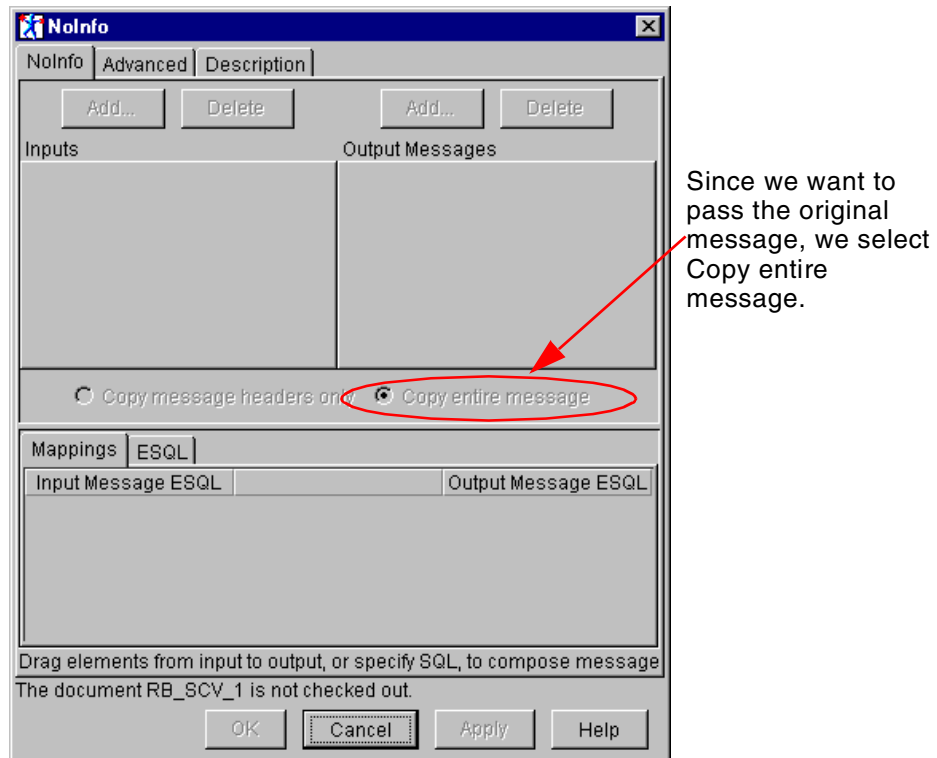 NoInfo
NoInfo Advanced Description
Add... Delete Add... Delete
Inputs Output Messages
Since we want to
pass the original
message, we select
Copy entire
message.
Copy message headers only Copy entire message
Mappings ESQL
Input Message ESQL Output Message ESQL
Drag elements from input to output, or specify SQL, to compose message
The document RB_SCV_1 is not checked out.
OK Cancel Apply Help